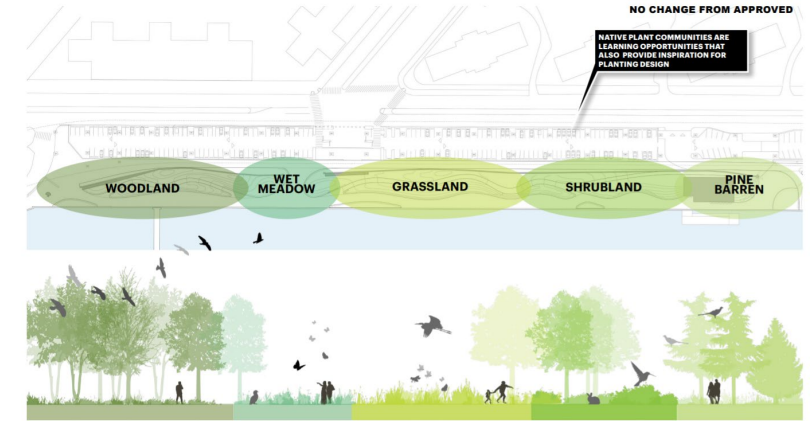 NO CHANGE FROM APPROVED
NATIVE PLANT COMMUNITIES ARE
LEARNING OPPORTUNITIES THAT
ALSO PROVIDE INSPIRATION FOR
PLANTING DESIGN
WOODLAND
WET
MEADOW
GRASSLAND
SHRUBLAND
PINE
BARREN